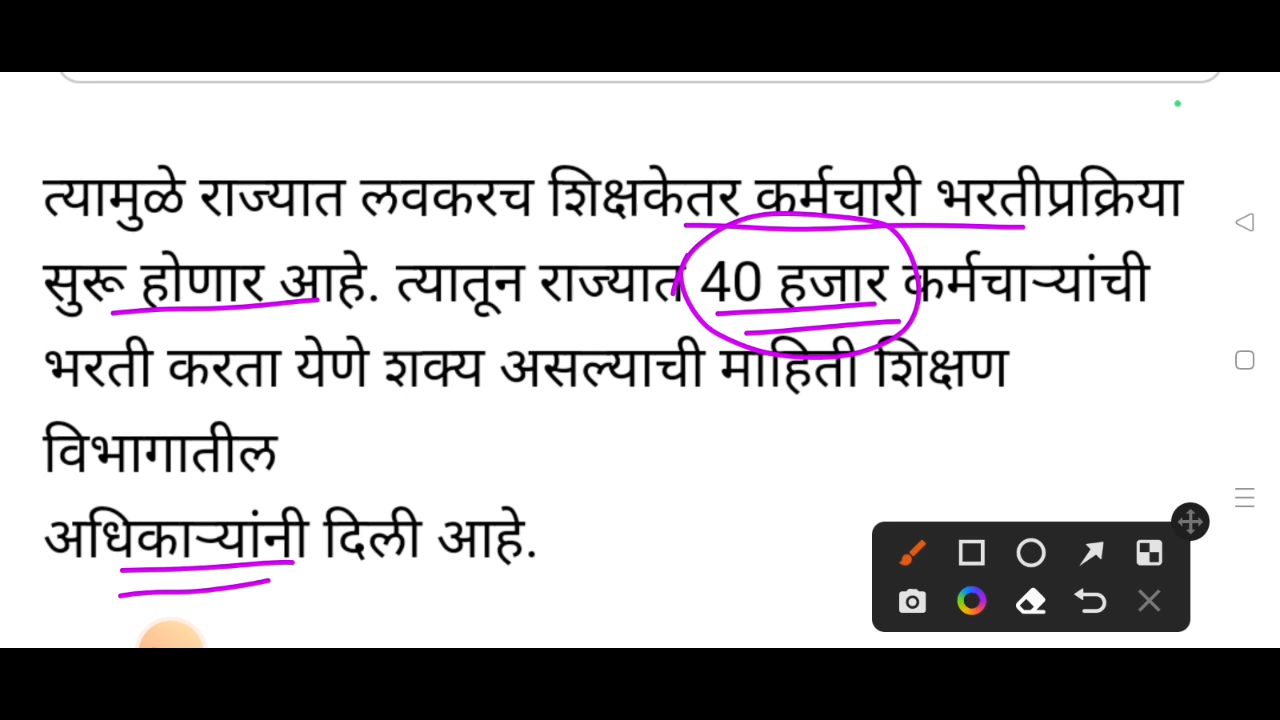 त्यामुळे राज्यात लवकरच शिक्षकेतर कर्मचारी भरतीप्रक्रिया
सुरू होणार आहे. त्यातून राज्यात 40 हजार कर्मचाऱ्यांची
भरती करता येणे शक्य असल्याची माहिती शिक्षण
विभागातील
अधिकाऱ्यांनी दिली आहे.